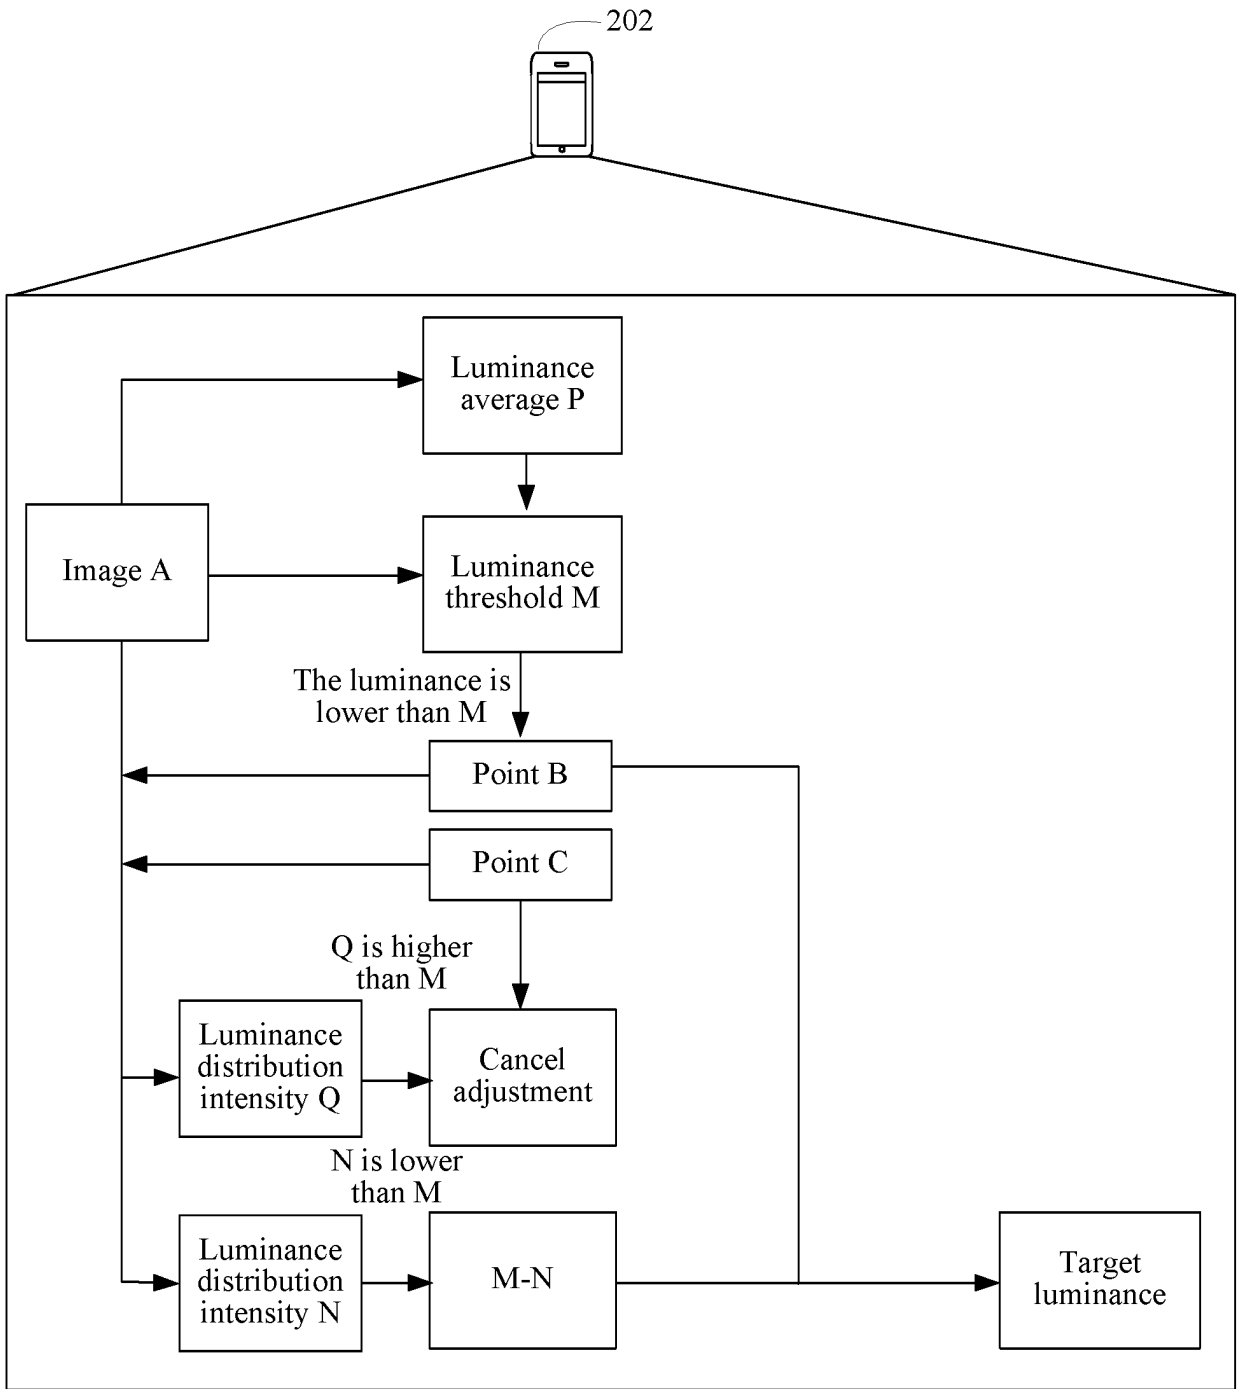 202
Luminance
average P
Image A
Luminance
threshold M
The luminance is
lower than M
Point B
Point C
Q is higher
than M
Luminance
distribution
intensity Q
Cancel
adjustment
N is lower
than M
Luminance
distribution
intensity N
M-N
Target
luminance